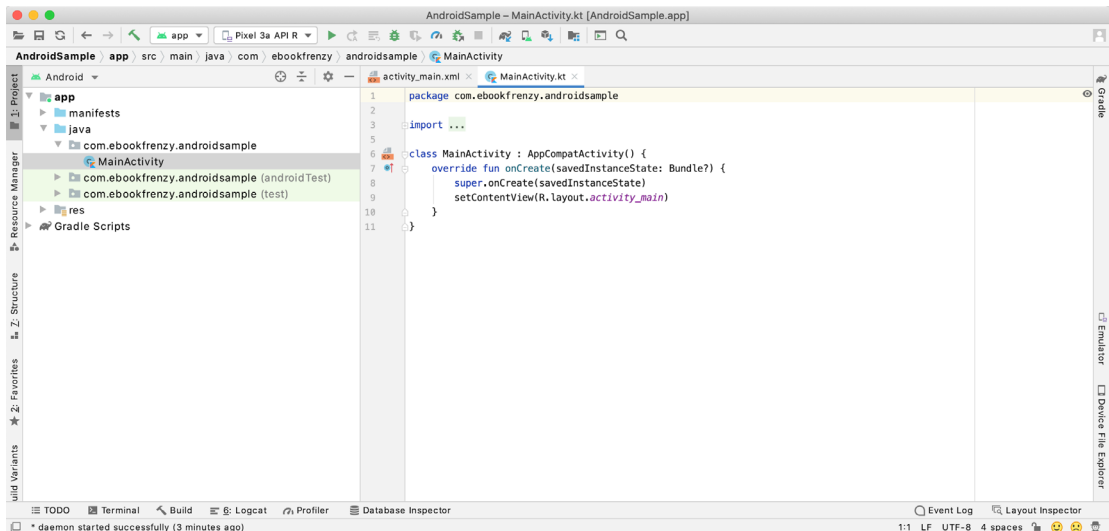 AndroidSample – MainActivity.kt [AndroidSample.app]
app Pixel 3a API R
AndroidSample app src main java com ebookfrenzy androidsample MainActivity
1: Project
Resource Manager
Z: Structure
2: Favorites
uild Variants
Android
app
manifests
java
com.ebookfrenzy.androidsample
MainActivity
com.ebookfrenzy.androidsample (androidTest)
com.ebookfrenzy.androidsample (test)
res
Gradle Scripts
activity_main.xml MainActivity.kt
1 package com.ebookfrenzy.androidsample
2
3 import ...
5
6 class MainActivity : AppCompatActivity() {
7 override fun onCreate(savedInstanceState: Bundle?) {
8 super.onCreate(savedInstanceState)
9 setContentView(R.layout.activity_main)
10 }
11 }
Gradle
Emulator
Device File Explorer
TODO Terminal Build 6: Logcat Profiler Database Inspector Event Log Layout Inspector
* daemon started successfully (3 minutes ago) 1:1 LF UTF-8 4 spaces